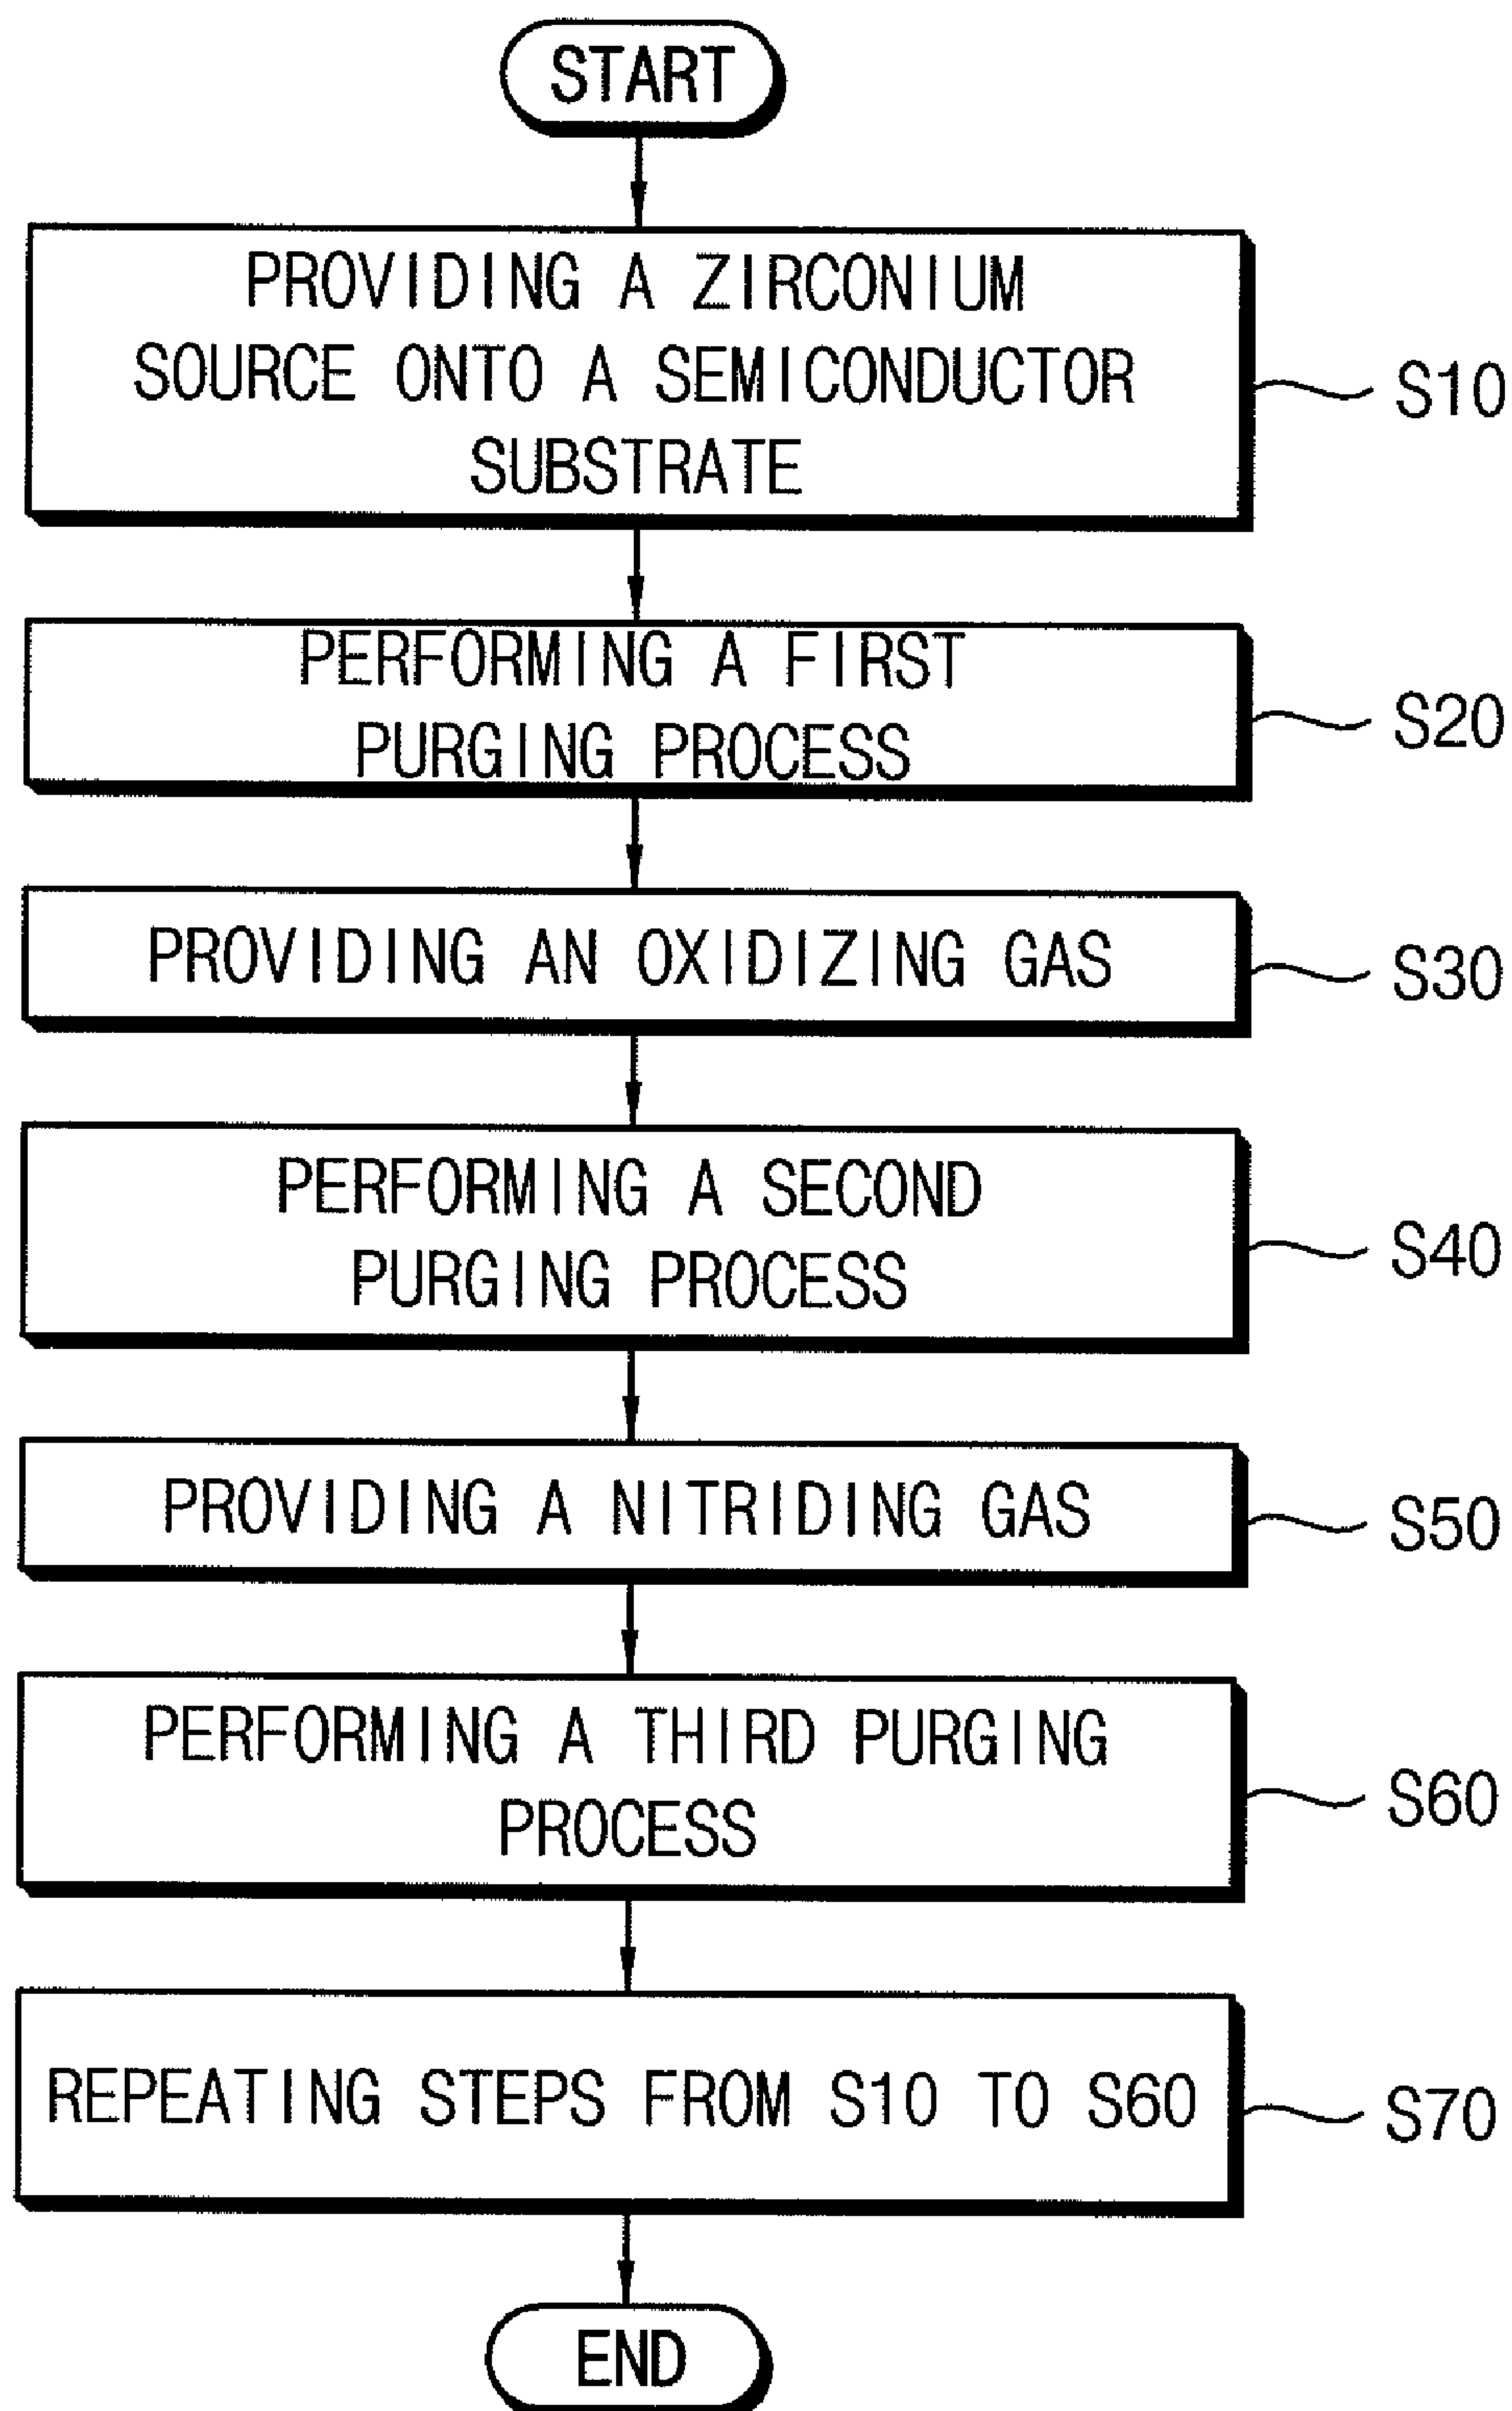 START
PROVIDING A ZIRCONIUM
SOURCE ONTO A SEMICONDUCTOR
SUBSTRATE
S10
PERFORMING A FIRST
PURGING PROCESS
S20
PROVIDING AN OXIDIZING GAS
S30
PERFORMING A SECOND
PURGING PROCESS
S40
PROVIDING A NITRIDING GAS
S50
PERFORMING A THIRD PURGING
PROCESS
S60
REPEATING STEPS FROM S10 TO S60
S70
END